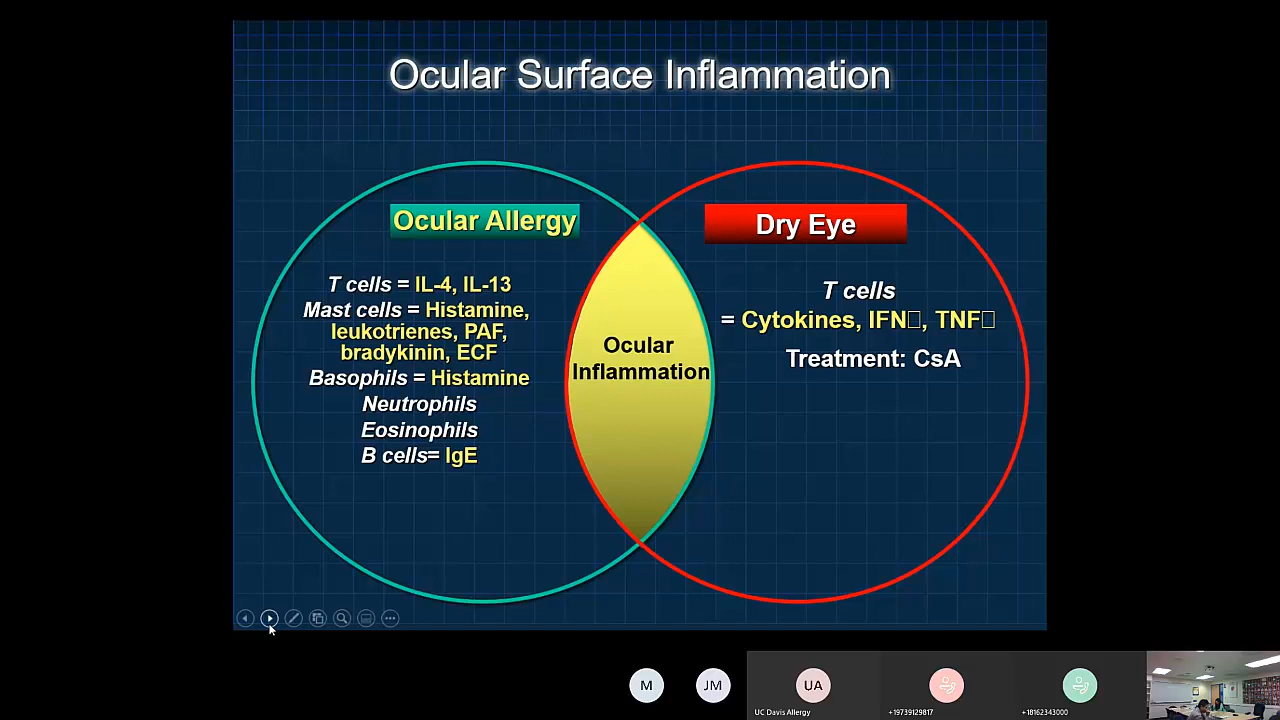 Ocular Surface Inflammation
Ocular Allergy
T cells = IL-4, IL-13
Mast cells = Histamine,
leukotrienes, PAF,
bradykinin, ECF
Basophils = Histamine
Neutrophils
Eosinophils
B cells= IgE
Ocular
Inflammation
Dry Eye
T cells
= Cytokines, IFN□, TNF□
Treatment: CsA
M
JM
UA
UC Davis Allergy
+19739129817
+18162343000